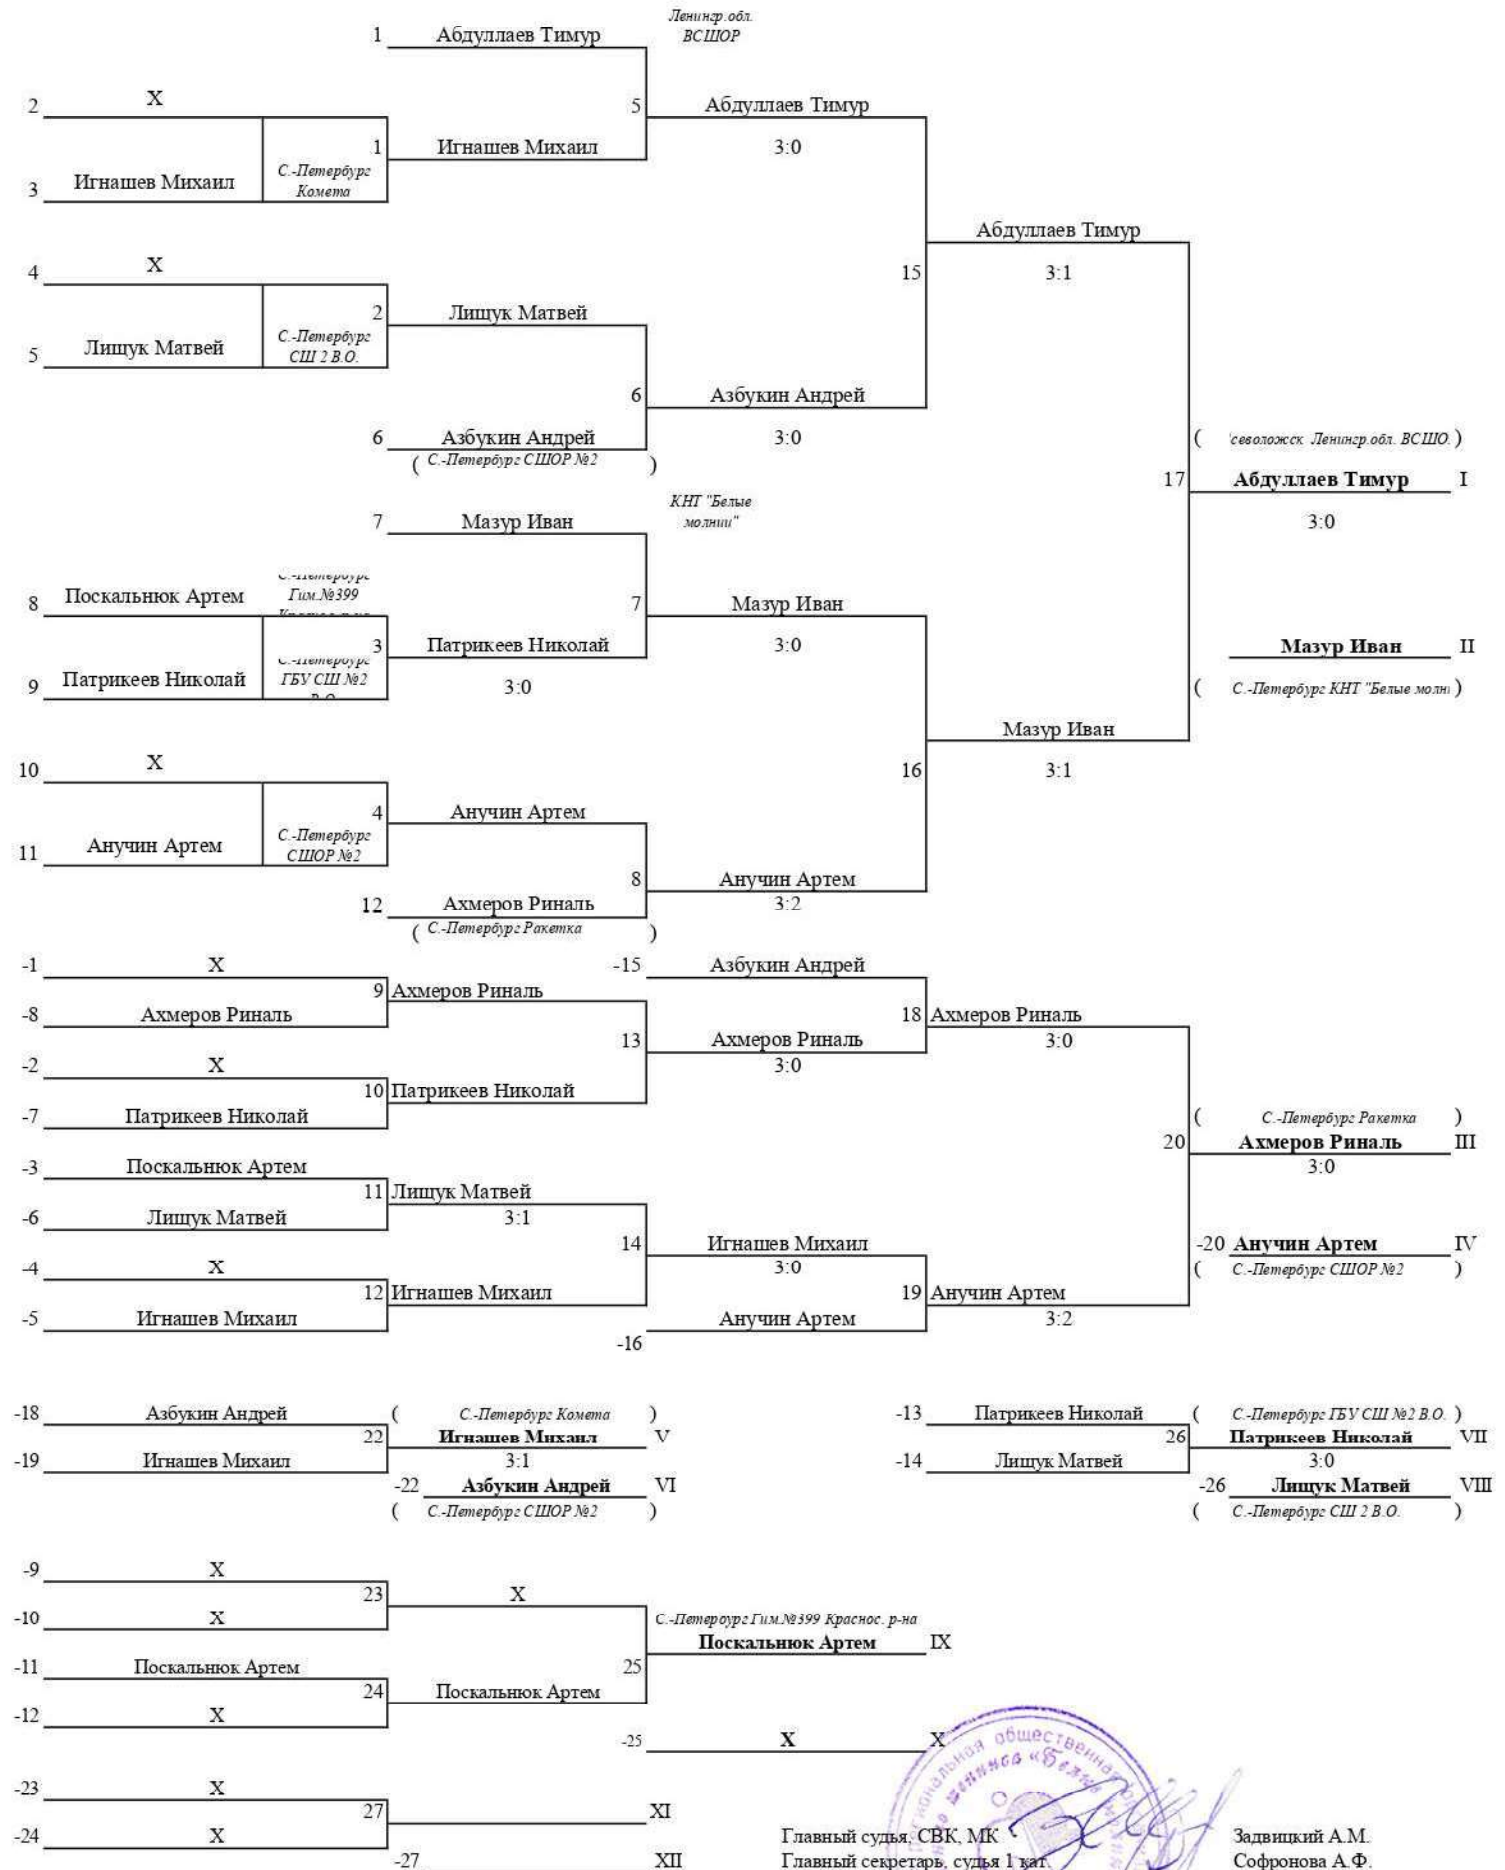 Ленингр.обл.
1 Абдуллаев Тимур ВСШОР
2 X 5 Абдуллаев Тимур
1 Игнашев Михаил 3:0
3 Игнашев Михаил С.-Петербург
Комета
Абдуллаев Тимур
4 X 15 3:1
2 Лищук Матвей
5 Лищук Матвей С.-Петербург
СШ 2 В.О.
6 Азбукин Андрей
6 Азбукин Андрей 3:0
( С.-Петербург СШОР №2 )
( севоложск Ленингр.обл. ВСШО. )
17 Абдуллаев Тимур I
3:0
КНТ "Белые
7 Мазур Иван молнии"
8 Поскальнюк Артем Гим.№399 7 Мазур Иван
3 Патрикеев Николай 3:0
9 Патрикеев Николай ГБУ СШ №2 3:0
Мазур Иван II
( С.-Петербург КНТ "Белые молн )
Мазур Иван
10 X 16 3:1
4 Анучин Артем
11 Анучин Артем С.-Петербург
СШОР №2
8 Анучин Артем
12 Ахмеров Риналь 3:2
( С.-Петербург Ракетка )
-1 X -15 Азбукин Андрей
9 Ахмеров Риналь
-8 Ахмеров Риналь 18 Ахмеров Риналь
13 Ахмеров Риналь 3:0
-2 X 3:0
10 Патрикеев Николай
-7 Патрикеев Николай
( С.-Петербург Ракетка )
20 Ахмеров Риналь III
3:0
-3 Поскальнюк Артем
11 Лищук Матвей
-6 Лищук Матвей 3:1
14 Игнашев Михаил -20 Анучин Артем IV
-4 X 3:0 ( С.-Петербург СШОР №2 )
12 Игнашев Михаил 19 Анучин Артем
-5 Игнашев Михаил Анучин Артем 3:2
-16
-18 Азбукин Андрей ( С.-Петербург Комета ) -13 Патрикеев Николай ( С.-Петербург ГБУ СШ №2 В.О. )
22 Игнашев Михаил V 26 Патрикеев Николай VII
-19 Игнашев Михаил 3:1 -14 Лищук Матвей 3:0
-22 Азбукин Андрей VI -26 Лищук Матвей VIII
( С.-Петербург СШОР №2 ) ( С.-Петербург СШ 2 В.О. )
-9 X
23 X
-10 X С.-Петероург Гим.№399 Краснос. р-на
Поскальнюк Артем IX
-11 Поскальнюк Артем 25
24 Поскальнюк Артем
-12 X
-25 X X
-23 X
27 XI
-24 X
Главный судья, СВК, МК Задвицкий А.М.
-27 XII Главный секретарь, судья 1 кат. Софронова А.Ф.